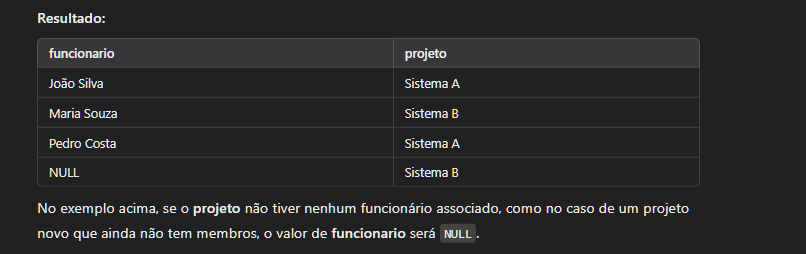 Resultado:
funcionario projeto
João Silva Sistema A
Maria Souza Sistema B
Pedro Costa Sistema A
NULL Sistema B
No exemplo acima, se o projeto não tiver nenhum funcionário associado, como no caso de um projeto
novo que ainda não tem membros, o valor de funcionario será NULL.